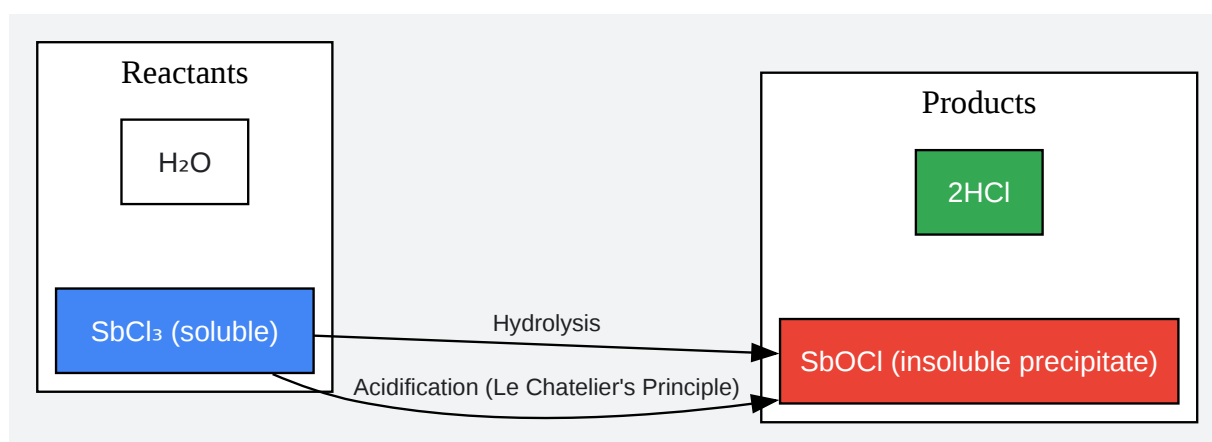 Reactants
H₂O
SbCl₃ (soluble)
Hydrolysis
Acidification (Le Chatelier's Principle)
Products
2HCl
SbOCl (insoluble precipitate)